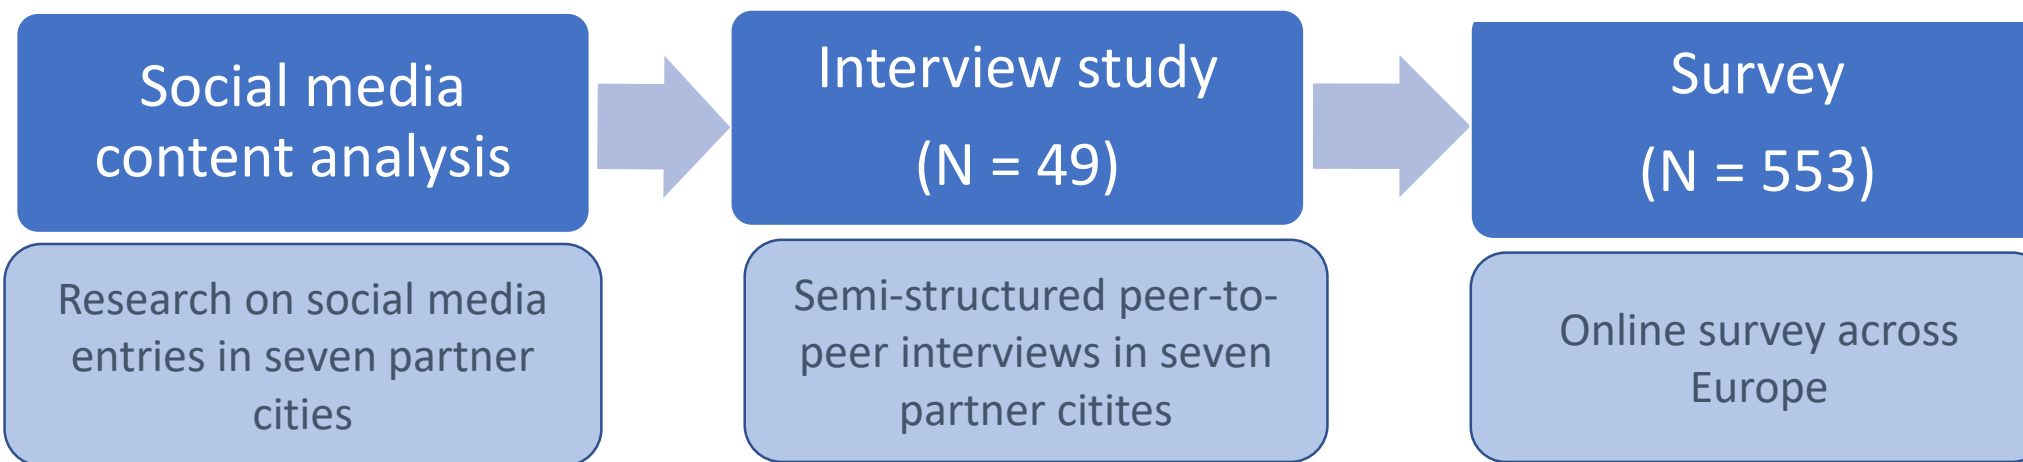 Social media
content analysis
Research on social media
entries in seven partner
cities
Interview study
(N = 49)
Semi-structured peer-to-
peer interviews in seven
partner citites
Survey
(N = 553)
Online survey across
Europe